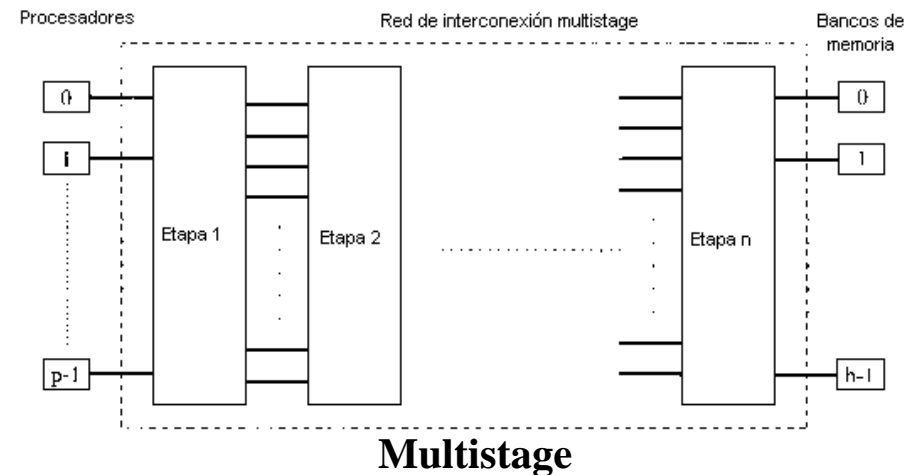 Procesadores
Red de interconexión multistage
Bancos de memoria
0
0
i
1
Etapa 1
Etapa 2
Etapa n
p-1
h-1
Multistage